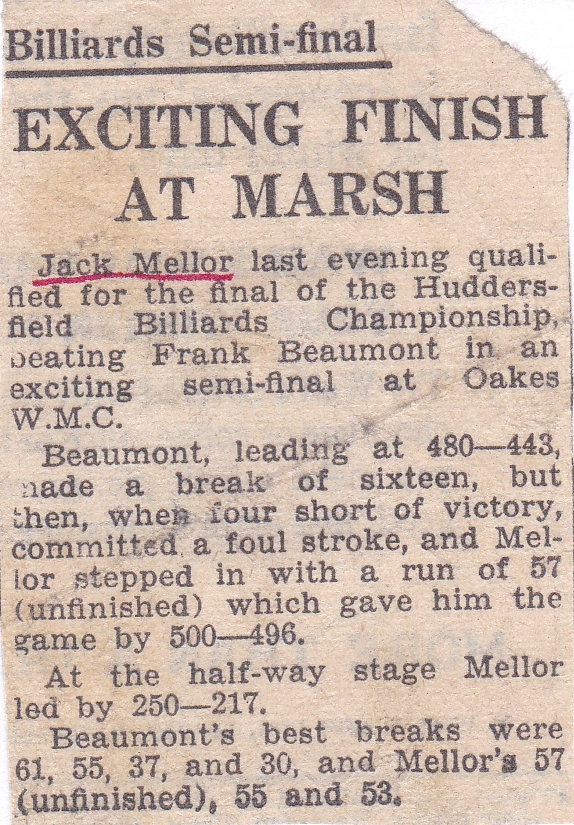 Billiards Semi-final
EXCITING FINISH
AT MARSH
Jack Mellor last evening quali-
fied for the final of the Hudders-
field Billiards Championship,
beating Frank Beaumont in an
exciting semi-final at Oakes
W.M.C.
Beaumont, leading at 480—443,
made a break of sixteen, but
then, when four short of victory,
committed a foul stroke, and Mel-
lor stepped in with a run of 57
(unfinished) which gave him the
game by 500—496.
At the half-way stage Mellor
led by 250—217.
Beaumont's best breaks were
61, 55, 37, and 30, and Mellor's 57
(unfinished), 55 and 53.